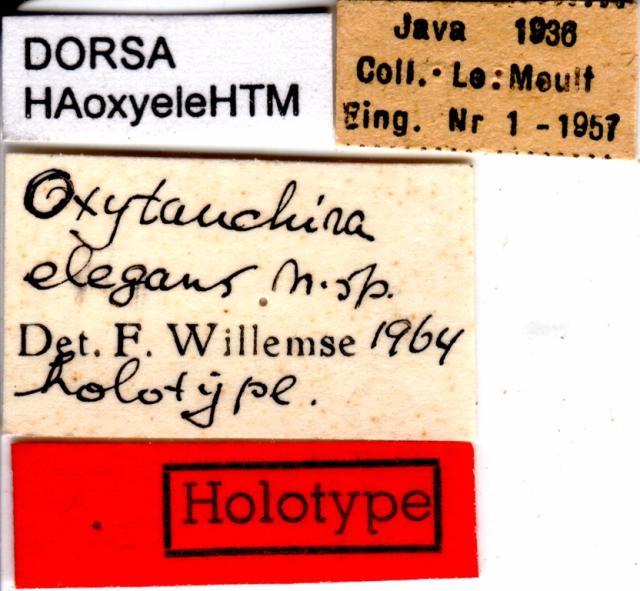 DORSA
HAoxyeleHTM
Java 1936
Coll. Le Moult
Eing. Nr 1 - 1957
Oxytauchira
elegans n. sp.
Det. F. Willemse 1964
holotype.
Holotype